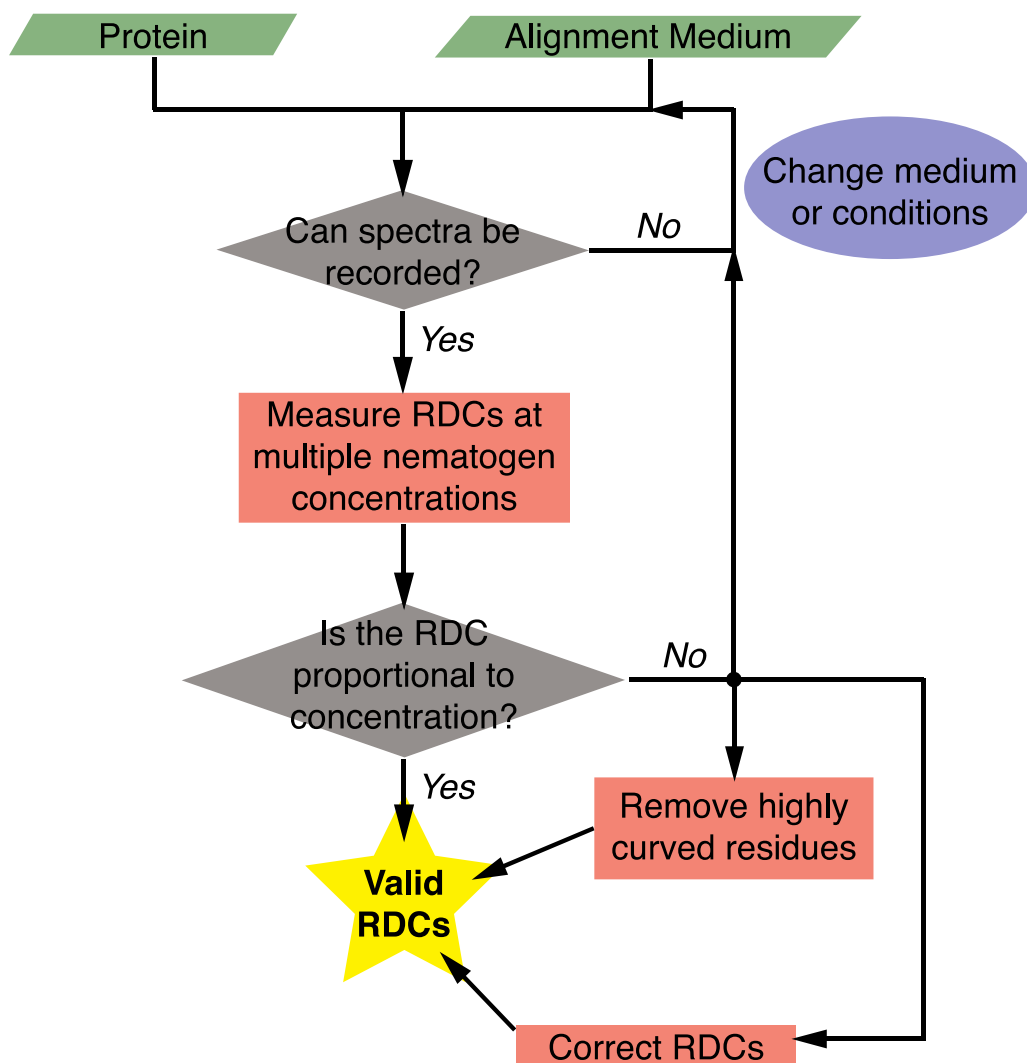 Protein
Alignment Medium
Change medium
or conditions
Can spectra be
recorded?
No
Yes
Measure RDCs at
multiple nematogen
concentrations
Is the RDC
proportional to
concentration?
No
Yes
Remove highly
curved residues
Valid
RDCs
Correct RDCs